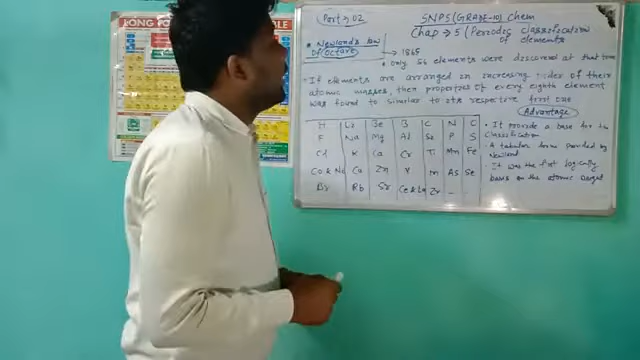 LONG FO
Part → 02
SNPS (GRADE-10) Chem
Chap → 5 (Periodic classification of elements
Newland's law of Octave → 1865
Only 56 elements were discovered at that time
If elements are arranged in increasing order of their
atomic masses, then properties of every eighth element
was found to similar to its respective first one
H Li Be B C N O
F Na Mg Al Si P S
Cl K Ca Cr Ti Mn Fe
Co & Ni Cu Zn Y In As Se
Br Rb Sr Ce & La Zr — —
Advantage
It provide a base for the
classification
A tabular form provided by
Newland
It was the first logically
basis on the atomic